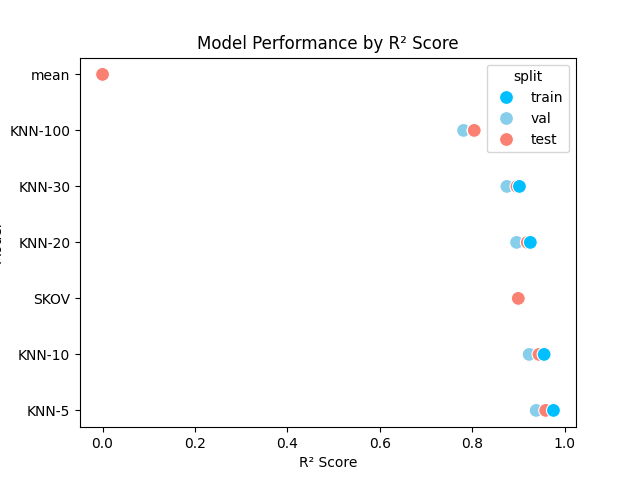 Model Performance by R² Score
mean
KNN-100
KNN-30
KNN-20
SKOV
KNN-10
KNN-5
split
train
val
test
0.0
0.2
0.4
0.6
0.8
1.0
R² Score